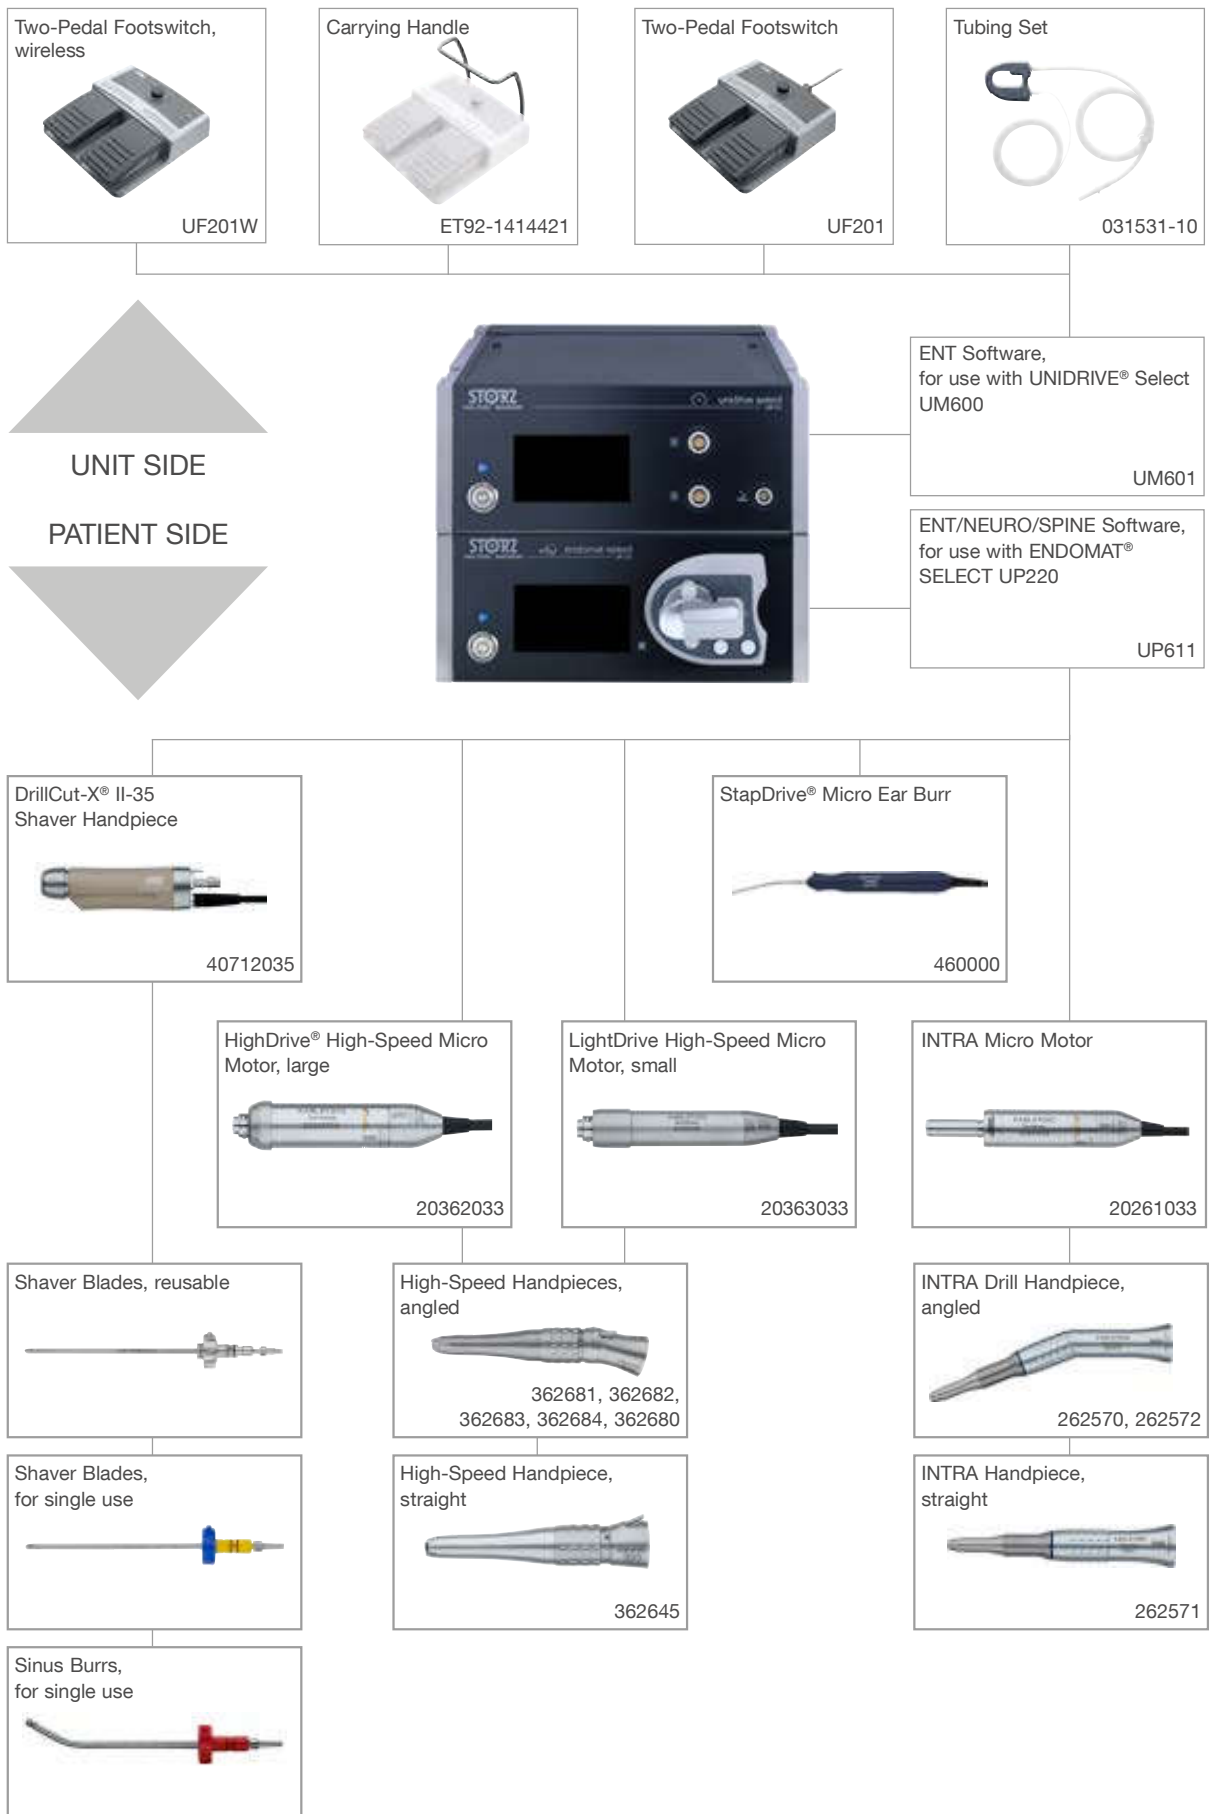 Two-Pedal Footswitch,
wireless
UF201W
Carrying Handle
ET92-1414421
Two-Pedal Footswitch
UF201
Tubing Set
031531-10
UNIT SIDE
PATIENT SIDE
STORZ
unidrive select
STORZ
endomat select
ENT Software,
for use with UNIDRIVE® Select
UM600
UM601
ENT/NEURO/SPINE Software,
for use with ENDOMAT®
SELECT UP220
UP611
DrillCut-X® II-35
Shaver Handpiece
40712035
StapDrive® Micro Ear Burr
460000
HighDrive® High-Speed Micro
Motor, large
20362033
LightDrive High-Speed Micro
Motor, small
20363033
INTRA Micro Motor
20261033
Shaver Blades, reusable
High-Speed Handpieces,
angled
362681, 362682,
362683, 362684, 362680
INTRA Drill Handpiece,
angled
262570, 262572
Shaver Blades,
for single use
High-Speed Handpiece,
straight
362645
INTRA Handpiece,
straight
262571
Sinus Burrs,
for single use